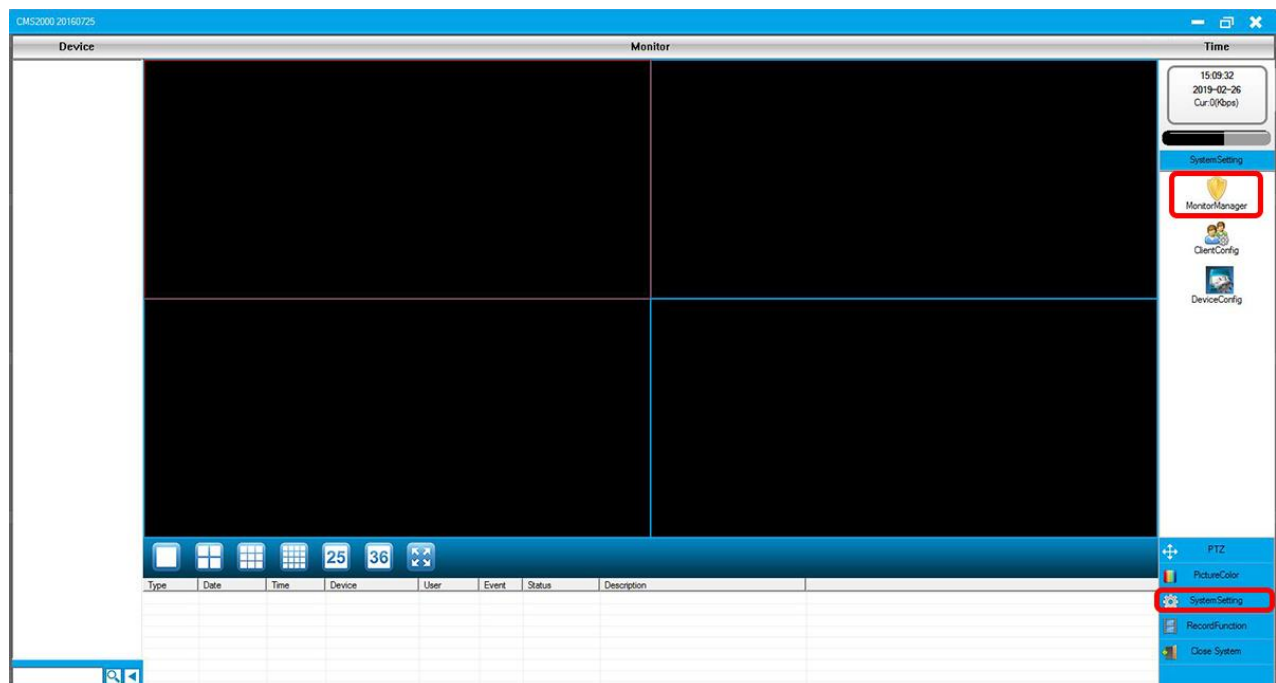 CMS2000 20160725
Device Monitor Time
15:09:32
2019-02-26
Cur:0(Kbps)
SystemSetting
MonitorManager
ClientConfig
DeviceConfig
25 36
PTZ
Type Date Time Device User Event Status Description
PictureColor
SystemSetting
RecordFunction
Close System